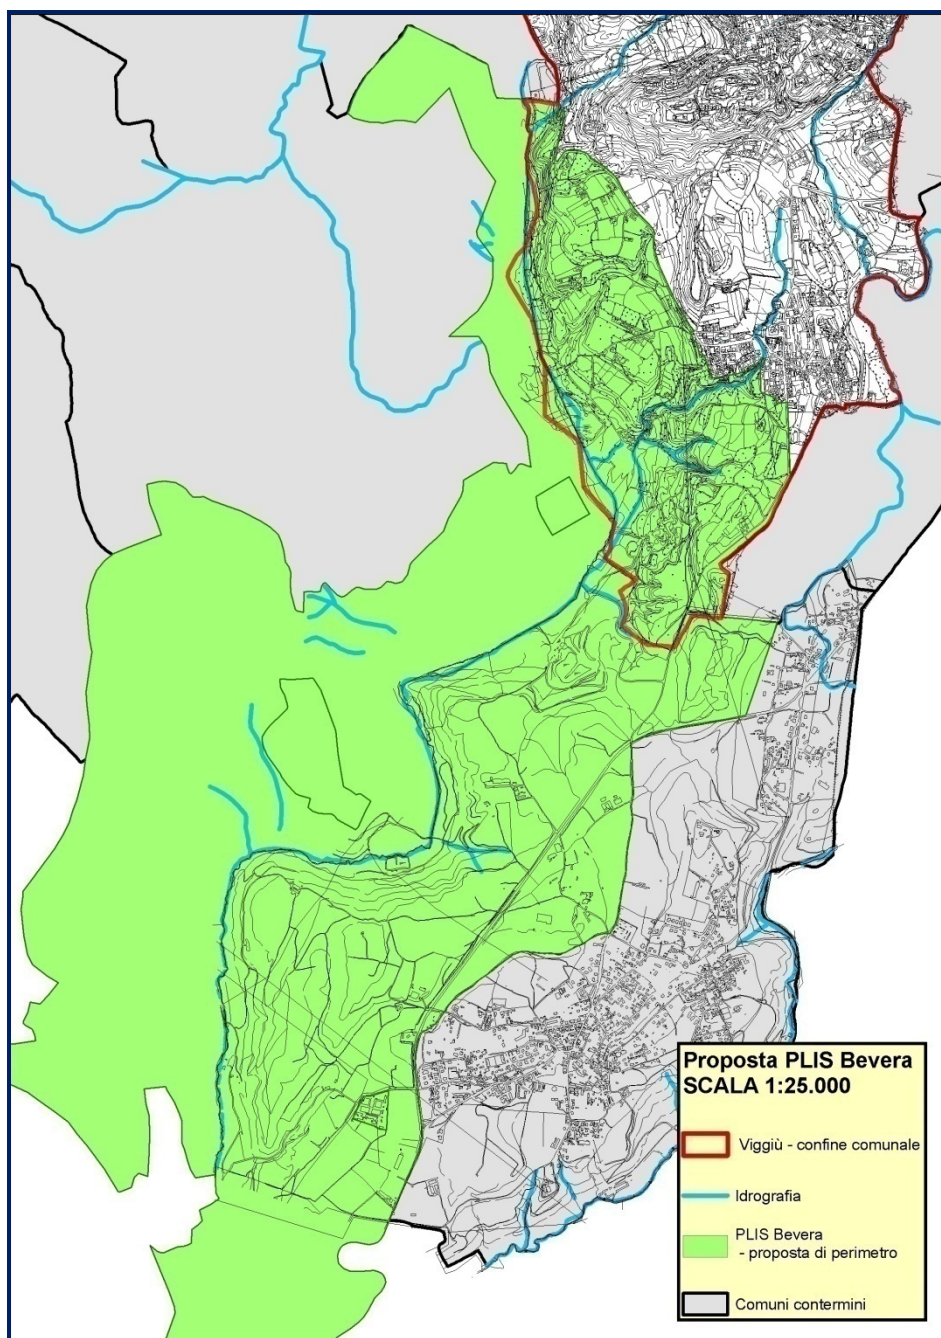 Proposta PLIS Bevera
SCALA 1:25.000
Viggiù - confine comunale
Idrografia
PLIS Bevera
- proposta di perimetro
Comuni contermini